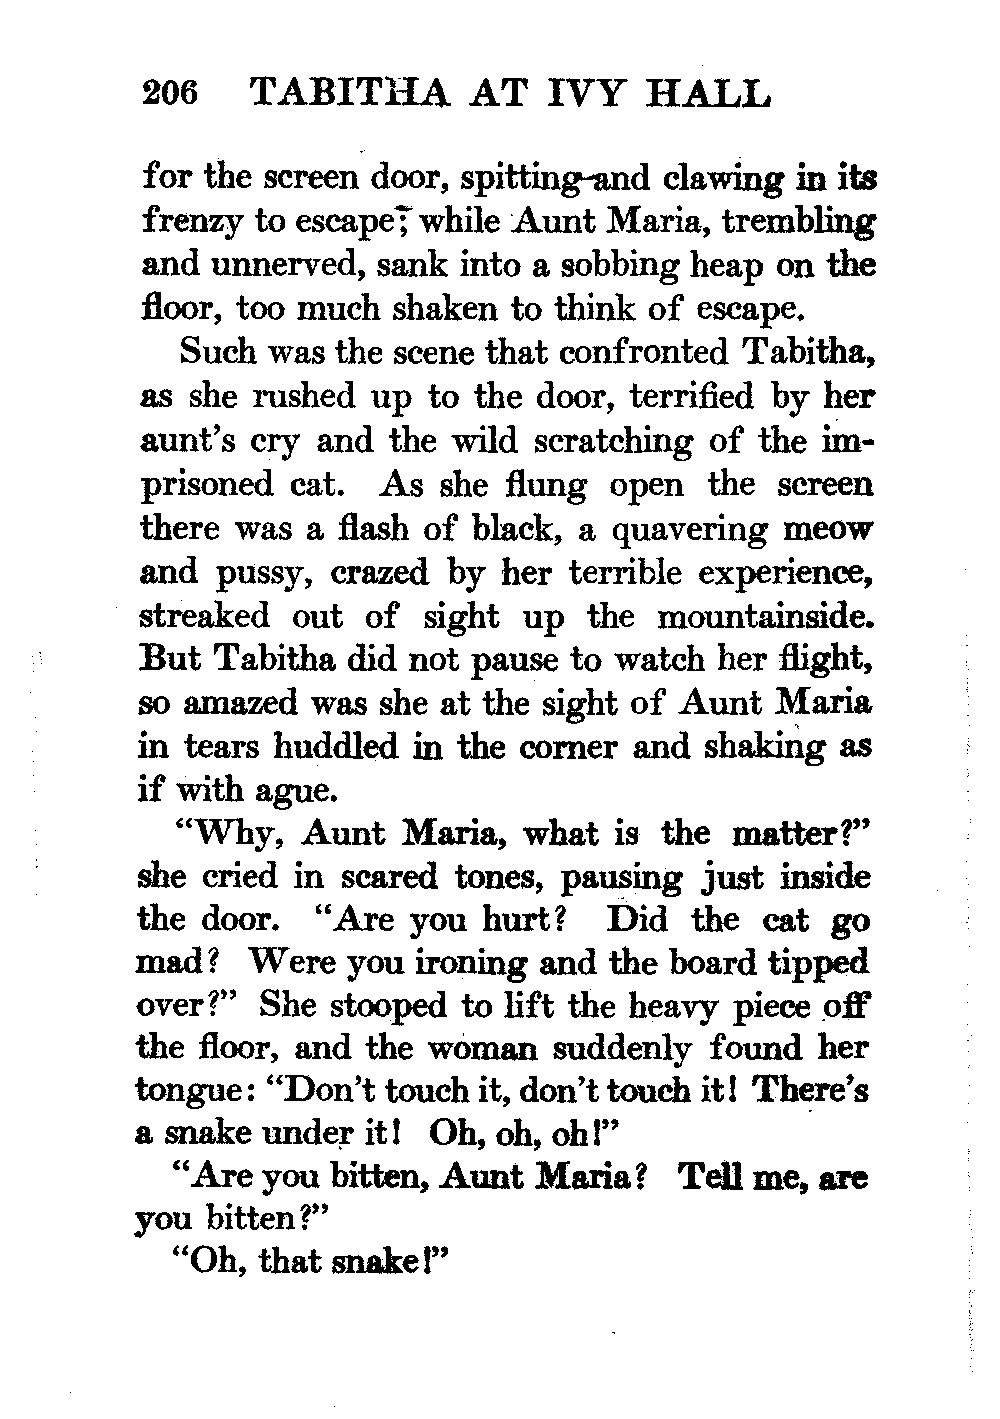 206 TABITHA AT IVY HALL
for the screen door, spitting and clawing in its
frenzy to escape; while Aunt Maria, trembling
and unnerved, sank into a sobbing heap on the
floor, too much shaken to think of escape.
Such was the scene that confronted Tabitha,
as she rushed up to the door, terrified by her
aunt's cry and the wild scratching of the im-
prisoned cat. As she flung open the screen
there was a flash of black, a quavering meow
and pussy, crazed by her terrible experience,
streaked out of sight up the mountainside.
But Tabitha did not pause to watch her flight,
so amazed was she at the sight of Aunt Maria
in tears huddled in the corner and shaking as
if with ague.
“Why, Aunt Maria, what is the matter?”
she cried in scared tones, pausing just inside
the door. “Are you hurt? Did the cat go
mad? Were you ironing and the board tipped
over?” She stooped to lift the heavy piece off
the floor, and the woman suddenly found her
tongue: “Don't touch it, don't touch it! There's
a snake under it! Oh, oh, oh!”
“Are you bitten, Aunt Maria? Tell me, are
you bitten?”
“Oh, that snake!”